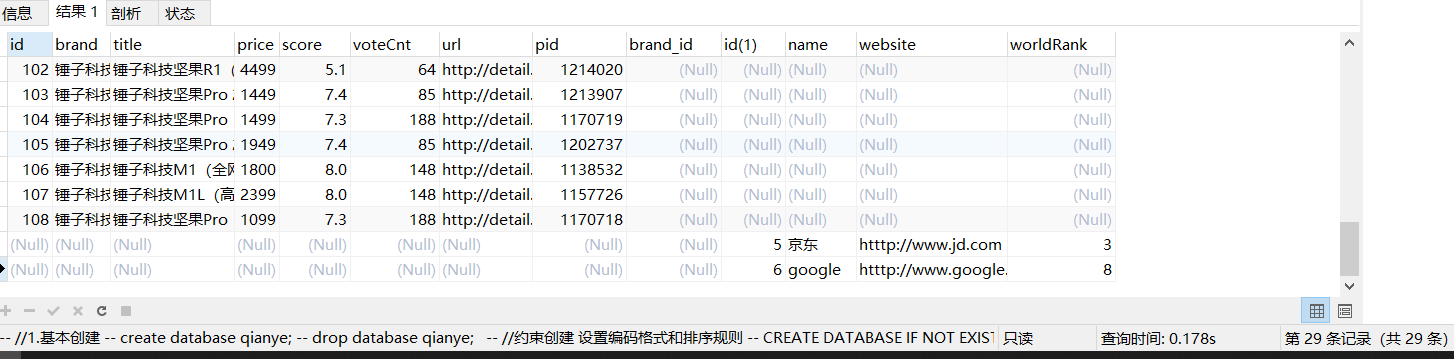 信息 结果 1 剖析 状态
id brand title price score voteCnt url pid brand_id id(1) name website worldRank
102 锤子科技 锤子科技坚果R1（ 4499 5.1 64 http://detail. 1214020 (Null) (Null) (Null) (Null) (Null)
103 锤子科技 锤子科技坚果Pro 2 1449 7.4 85 http://detail. 1213907 (Null) (Null) (Null) (Null) (Null)
104 锤子科技 锤子科技坚果Pro 1499 7.3 188 http://detail. 1170719 (Null) (Null) (Null) (Null) (Null)
105 锤子科技 锤子科技坚果Pro 2 1949 7.4 85 http://detail. 1202737 (Null) (Null) (Null) (Null) (Null)
106 锤子科技 锤子科技M1（全网 1800 8.0 148 http://detail. 1138532 (Null) (Null) (Null) (Null) (Null)
107 锤子科技 锤子科技M1L（高 2399 8.0 148 http://detail. 1157726 (Null) (Null) (Null) (Null) (Null)
108 锤子科技 锤子科技坚果Pro 1099 7.3 188 http://detail. 1170718 (Null) (Null) (Null) (Null) (Null)
(Null) (Null) (Null) (Null) (Null) (Null) (Null) (Null) (Null) 5 京东 htttp://www.jd.com 3
(Null) (Null) (Null) (Null) (Null) (Null) (Null) (Null) (Null) 6 google htttp://www.google. 8
-- //1.基本创建 -- create database qianye; -- drop database qianye; -- //约束创建 设置编码格式和排序规则 -- CREATE DATABASE IF NOT EXIST 只读 查询时间: 0.178s 第 29 条记录 (共 29 条)